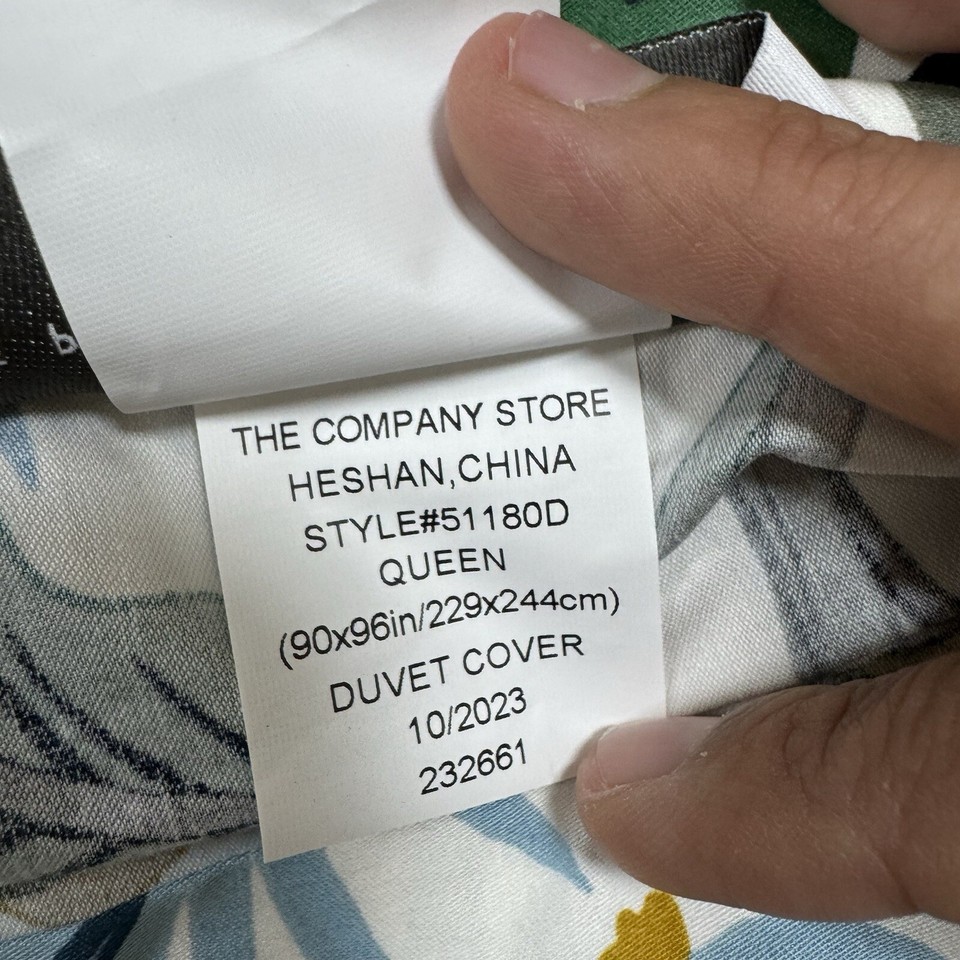 THE COMPANY STORE
HESHAN,CHINA
STYLE#51180D
QUEEN
(90x96in/229x244cm)
DUVET COVER
10/2023
232661